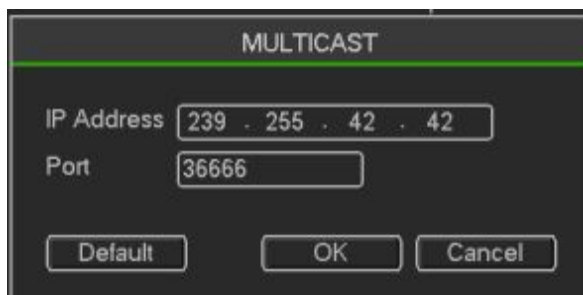 MULTICAST
IP Address 239 . 255 . 42 . 42
Port 36666
Default OK Cancel